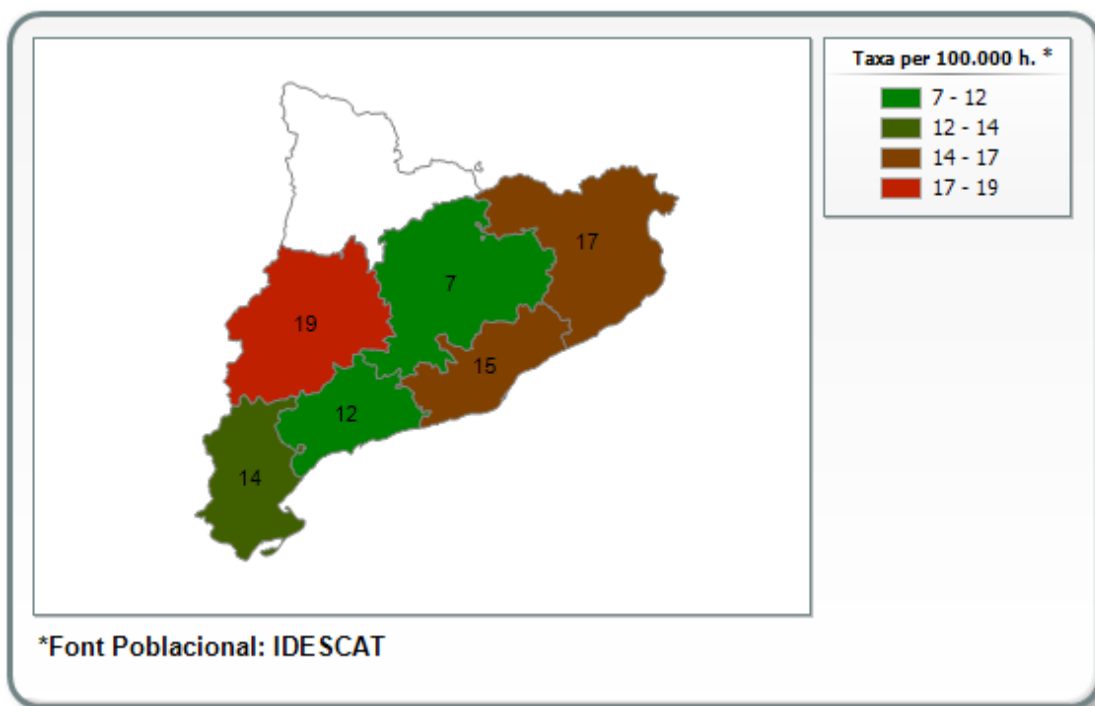 Taxa per 100.000 h. *
7 - 12
12 - 14
14 - 17
17 - 19
17
7
19
15
12
14
*Font Poblacional: IDESCAT